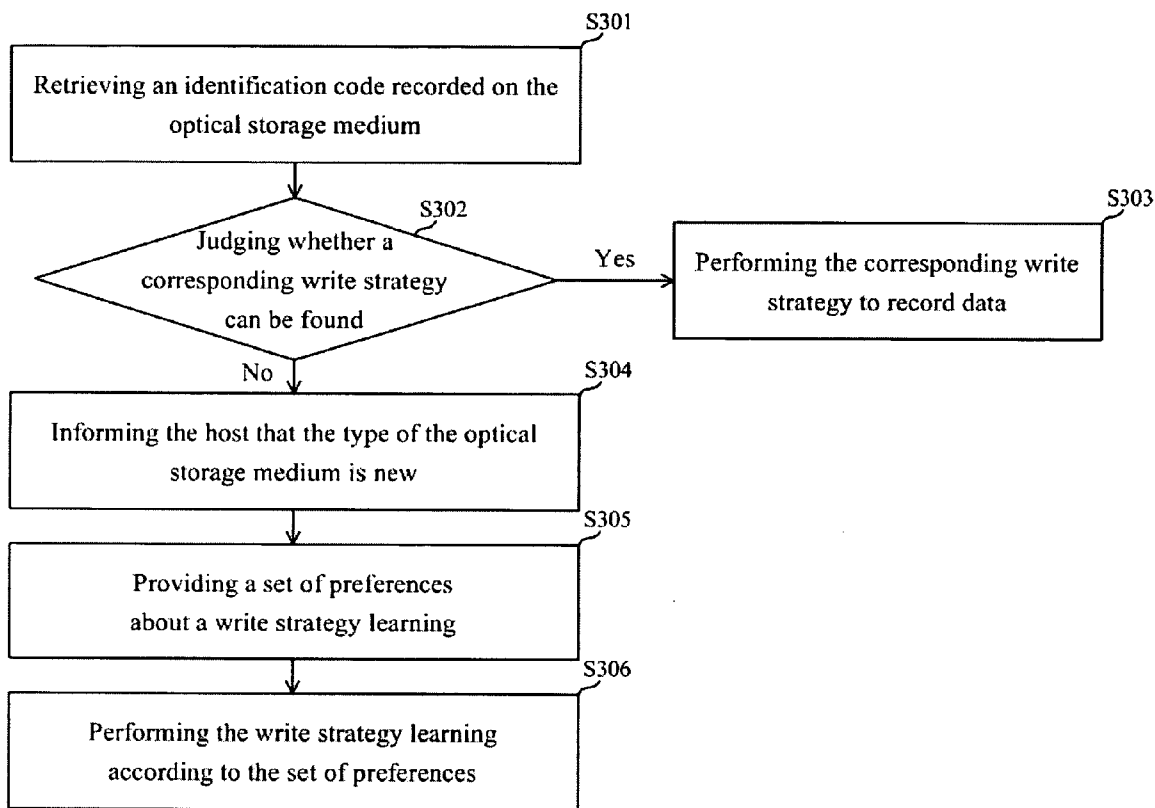 S301
Retrieving an identification code recorded on the
optical storage medium
S302
Judging whether a
corresponding write strategy
can be found
Yes
S303
Performing the corresponding write
strategy to record data
No
S304
Informing the host that the type of the optical
storage medium is new
S305
Providing a set of preferences
about a write strategy learning
S306
Performing the write strategy learning
according to the set of preferences